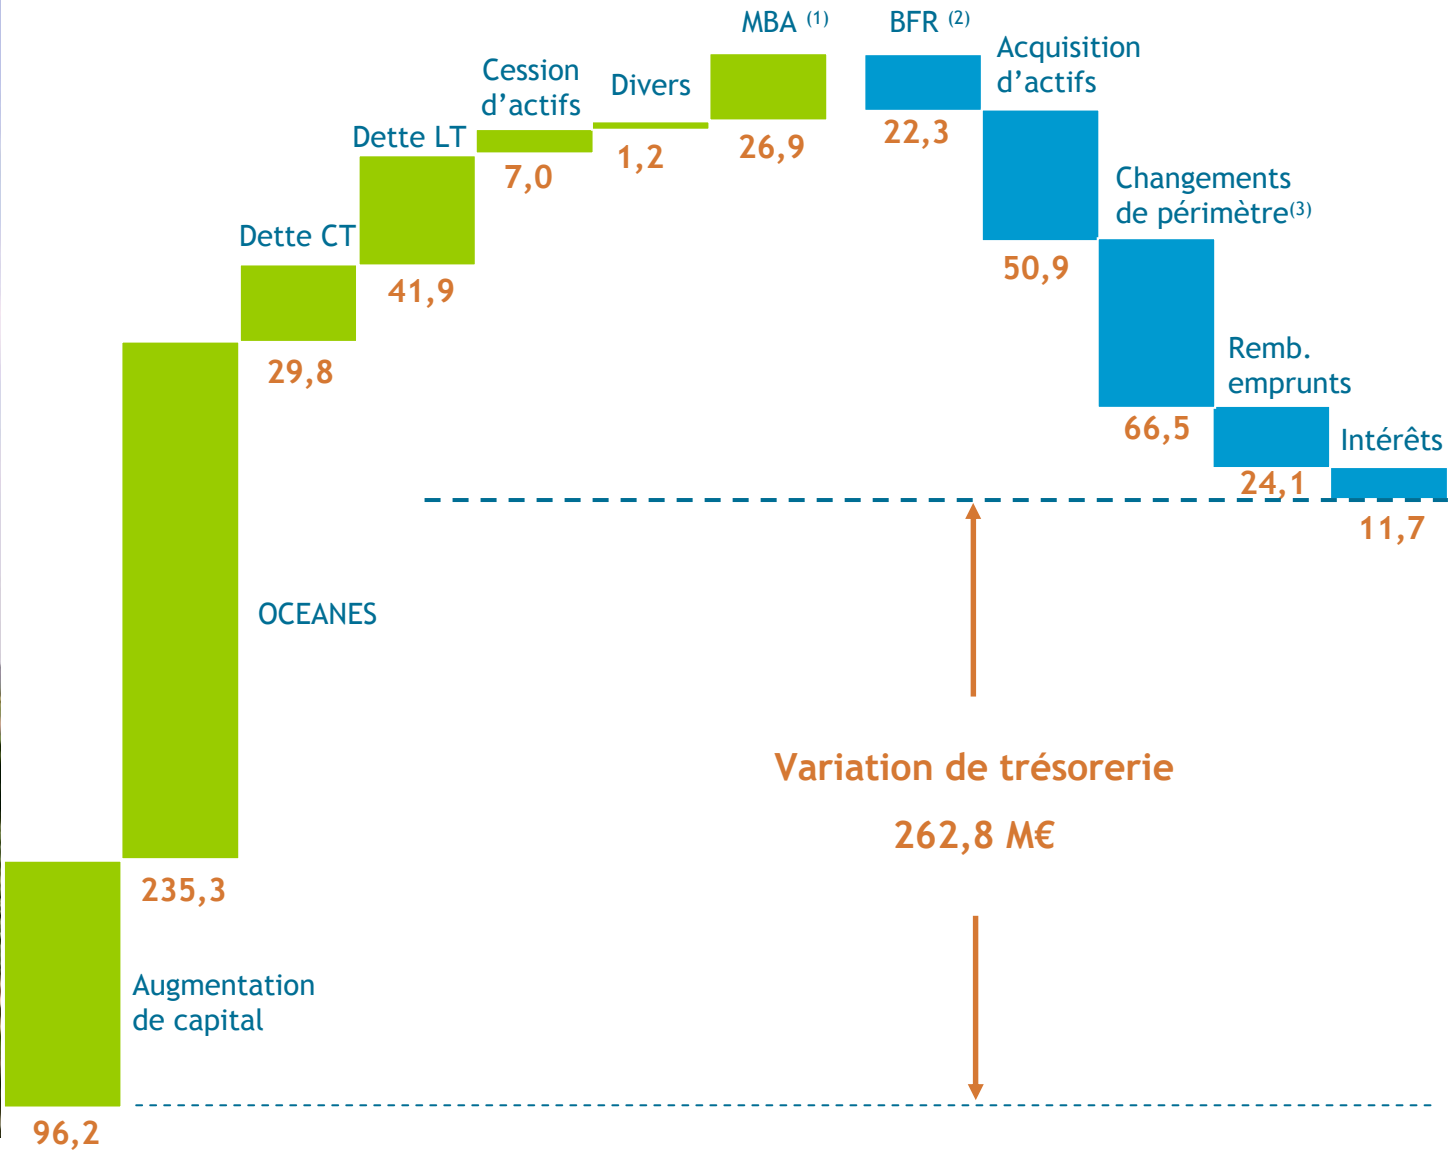 MBA (1)
BFR (2)
Acquisition
d’actifs
Cession
d’actifs
Divers
Dette LT
26,9
22,3
1,2
7,0
Changements
de périmètre(3)
Dette CT
50,9
41,9
Remb.
emprunts
29,8
66,5
Intérêts
24,1
11,7
OCEANES
Variation de trésorerie
262,8 M€
235,3
Augmentation
de capital
96,2